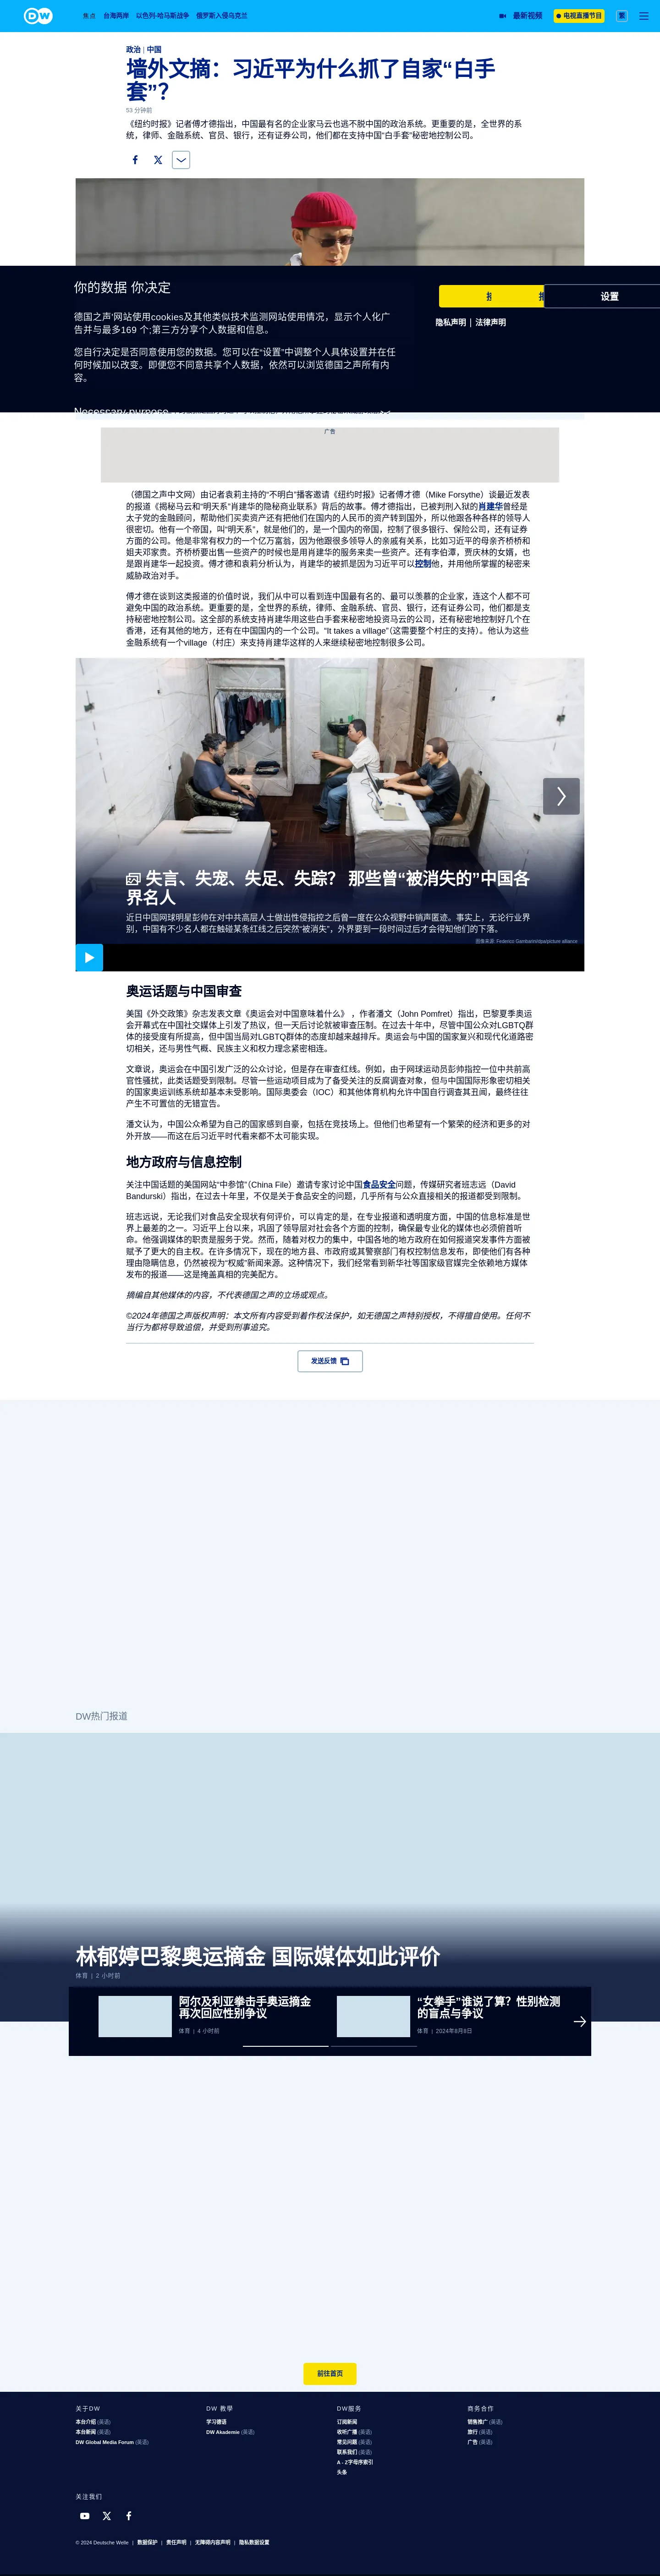 DW
焦点 台海两岸 以色列-哈马斯战争 俄罗斯入侵乌克兰 最新视频 电视直播节目 繁
政治 | 中国
墙外文摘：习近平为什么抓了自家“白手
套”？
53 分钟前
《纽约时报》记者傅才德指出，中国最有名的企业家马云也逃不脱中国的政治系统。更重要的是，全世界的系
统，律师、金融系统、官员、银行，还有证券公司，他们都在支持中国“白手套”秘密地控制公司。
你的数据 你决定
德国之声'网站使用cookies及其他类似技术监测网站使用情况，显示个人化广
告并与最多169 个;第三方分享个人数据和信息。
您自行决定是否同意使用您的数据。您可以在“设置”中调整个人具体设置并在任
何时候加以改变。即便您不同意共享个人数据，依然可以浏览德国之声所有内
容。
设置
隐私声明 | 法律声明
Necessary purpose
广告
（德国之声中文网）由记者袁莉主持的“不明白”播客邀请《纽约时报》记者傅才德（Mike Forsythe）谈最近发表
的报道《揭秘马云和“明天系”肖建华的隐秘商业联系》背后的故事。傅才德指出，已被判刑入狱的肖建华曾经是
太子党的金融顾问，帮助他们买卖资产还有把他们在国内的人民币的资产转到国外，所以他跟各种各样的领导人
很密切。他有一个帝国，叫“明天系”，就是他们的，是一个国内的帝国，控制了很多银行、保险公司，还有证券
方面的公司。他是非常有权力的一个亿万富翁，因为他跟很多领导人的亲戚有关系，比如习近平的母亲齐桥桥和
姐夫邓家贵。齐桥桥要出售一些资产的时候也是用肖建华的服务来卖一些资产。还有李伯潭，贾庆林的女婿，也
是跟肖建华一起投资。傅才德和袁莉分析认为，肖建华的被抓是因为习近平可以控制他，并用他所掌握的秘密来
威胁政治对手。
傅才德在谈到这类报道的价值时说，我们从中可以看到连中国最有名的、最可以羡慕的企业家，连这个人都不可
避免中国的政治系统。更重要的是，全世界的系统，律师、金融系统、官员、银行，还有证券公司，他们都是支
持秘密地控制公司。这全部的系统支持肖建华用这些白手套来秘密地投资马云的公司，还有秘密地控制好几个在
香港，还有其他的地方，还有在中国国内的一个公司。“It takes a village”（这需要整个村庄的支持）。他认为这些
金融系统有一个village（村庄）来支持肖建华这样的人来继续秘密地控制很多公司。
失言、失宠、失足、失踪？ 那些曾“被消失的”中国各
界名人
近日中国网球明星彭帅在对中共高层人士做出性侵指控之后曾一度在公众视野中销声匿迹。事实上，无论行业界
别，中国有不少名人都在触碰某条红线之后突然“被消失”，外界要到一段时间过后才会得知他们的下落。
图像来源: Federico Gambarini/dpa/picture alliance
奥运话题与中国审查
美国《外交政策》杂志发表文章《奥运会对中国意味着什么》 ，作者潘文（John Pomfret）指出，巴黎夏季奥运
会开幕式在中国社交媒体上引发了热议，但一天后讨论就被审查压制。在过去十年中，尽管中国公众对LGBTQ群
体的接受度有所提高，但中国当局对LGBTQ群体的态度却越来越排斥。奥运会与中国的国家复兴和现代化道路密
切相关，还与男性气概、民族主义和权力理念紧密相连。
文章说，奥运会在中国引发广泛的公众讨论，但是存在审查红线。例如，由于网球运动员彭帅指控一位中共前高
官性骚扰，此类话题受到限制。尽管一些运动项目成为了备受关注的反腐调查对象，但与中国国际形象密切相关
的国家奥运训练系统却基本未受影响。国际奥委会（IOC）和其他体育机构允许中国自行调查其丑闻，最终往往
产生不可置信的无错宣告。
潘文认为，中国公众希望为自己的国家感到自豪，包括在竞技场上。但他们也希望有一个繁荣的经济和更多的对
外开放——而这在后习近平时代看来都不太可能实现。
地方政府与信息控制
关注中国话题的美国网站“中参馆”（China File）邀请专家讨论中国食品安全问题，传媒研究者班志远（David
Bandurski）指出，在过去十年里，不仅是关于食品安全的问题，几乎所有与公众直接相关的报道都受到限制。
班志远说，无论我们对食品安全现状有何评价，可以肯定的是，在专业报道和透明度方面，中国的信息标准是世
界上最差的之一。习近平上台以来，巩固了领导层对社会各个方面的控制，确保最专业化的媒体也必须俯首听
命。他强调媒体的职责是服务于党。然而，随着对权力的集中，中国各地的地方政府在如何报道突发事件方面被
赋予了更大的自主权。在许多情况下，现在的地方县、市政府或其警察部门有权控制信息发布，即使他们有各种
理由隐瞒信息，仍然被视为“权威”新闻来源。这种情况下，我们经常看到新华社等国家级官媒完全依赖地方媒体
发布的报道——这是掩盖真相的完美配方。
摘编自其他媒体的内容，不代表德国之声的立场或观点。
©2024年德国之声版权声明：本文所有内容受到着作权法保护，如无德国之声特别授权，不得擅自使用。任何不
当行为都将导致追偿，并受到刑事追究。
发送反馈
DW热门报道
林郁婷巴黎奥运摘金 国际媒体如此评价
体育 | 2 小时前
阿尔及利亚拳击手奥运摘金
再次回应性别争议
体育 | 4 小时前
“女拳手”谁说了算？性别检测
的盲点与争议
体育 | 2024年8月8日
前往首页
关于DW
本台介绍 (英语)
本台新闻 (英语)
DW Global Media Forum (英语)
DW 教學
学习德语
DW Akademie (英语)
DW服务
订阅新闻
收听广播 (英语)
常见问题 (英语)
联系我们 (英语)
A - Z字母序索引
头条
商务合作
销售推广 (英语)
旅行 (英语)
广告 (英语)
关注我们
© 2024 Deutsche Welle | 数据保护 | 责任声明 | 无障碍内容声明 | 隐私数据设置